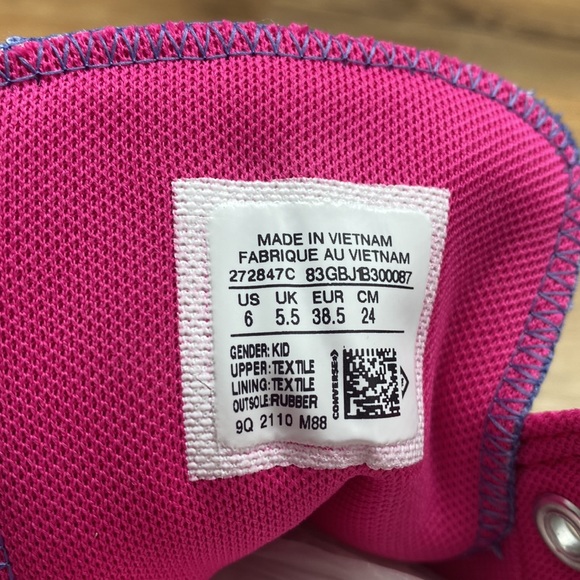 MADE IN VIETNAM
FABRIQUE AU VIETNAM
272847C 83GBJ1B300087
US UK EUR CM
6 5.5 38.5 24
GENDER: KID
UPPER: TEXTILE
LINING: TEXTILE
OUTSOLE: RUBBER
9Q 2110 M88
CONVERSE